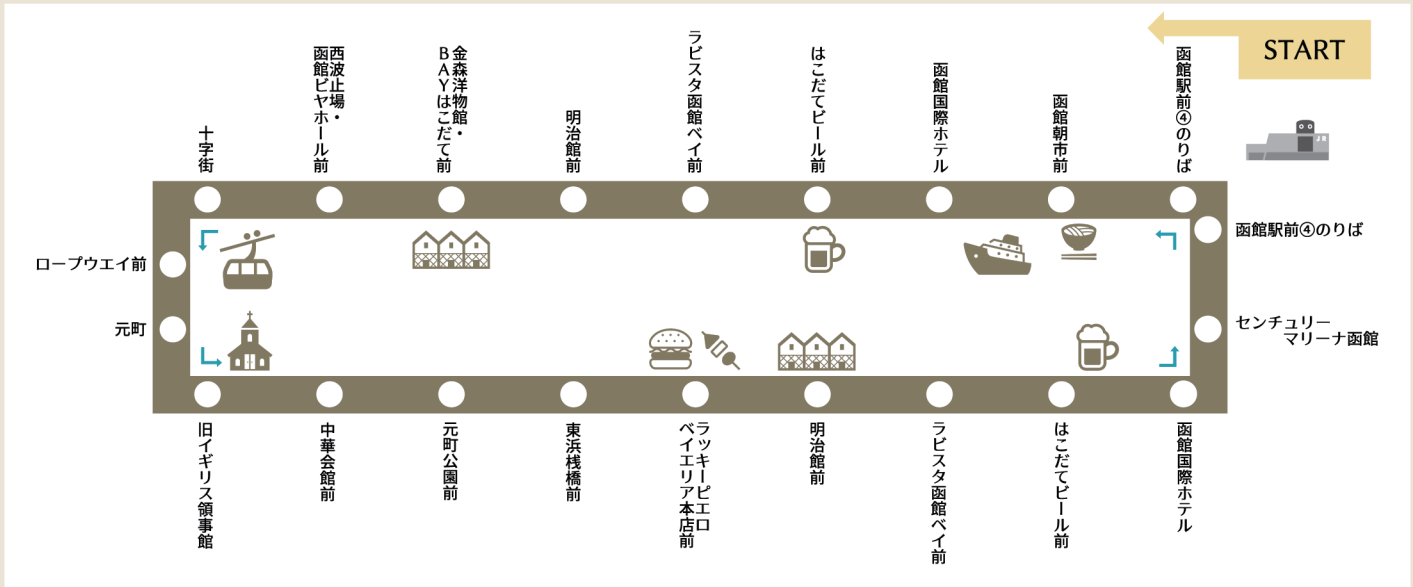 START
函館駅前④のりば
函館朝市前
函館国際ホテル
はこだてビール前
ラビスタ函館ベイ前
明治館前
金森洋物館・
BAYはこだて前
西波止場・
函館ビヤホール前
十字街
ロープウエイ前
元町
旧イギリス領事館
中華会館前
元町公園前
東浜桟橋前
ラッキーピエロ
ベイエリア本店前
明治館前
ラビスタ函館ベイ前
はこだてビール前
函館国際ホテル
センチュリー
マリーナ函館
函館駅前④のりば
JR